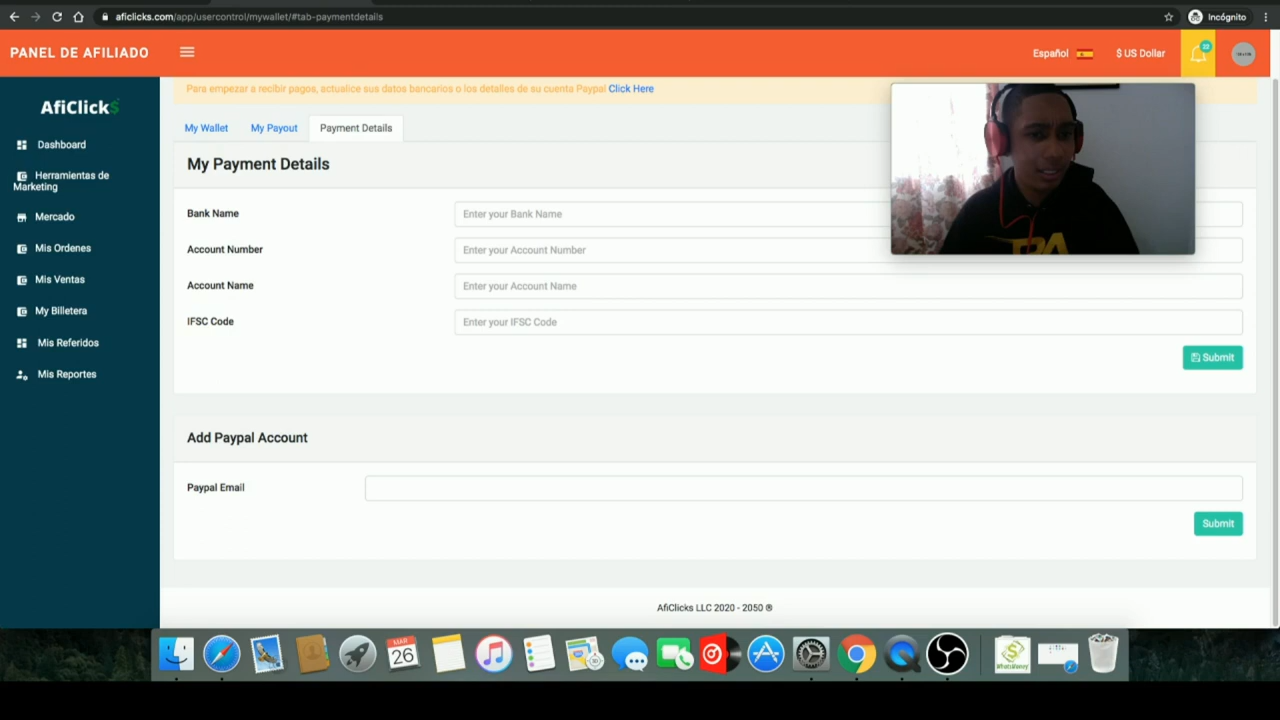 aficlicks.com/app/usercontrol/mywallet/#tab-paymentdetails
Incógnito
PANEL DE AFILIADO
Español
$ US Dollar
22
AfiClick$
Para empezar a recibir pagos, actualice sus datos bancarios o los detalles de su cuenta Paypal Click Here
Dashboard
Herramientas de
Marketing
Mercado
Mis Ordenes
Mis Ventas
My Billetera
Mis Referidos
Mis Reportes
My Wallet
My Payout
Payment Details
My Payment Details
Bank Name
Enter your Bank Name
Account Number
Enter your Account Number
Account Name
Enter your Account Name
IFSC Code
Enter your IFSC Code
Submit
Add Paypal Account
Paypal Email
Submit
AfiClicks LLC 2020 - 2050 ®
MAR
26